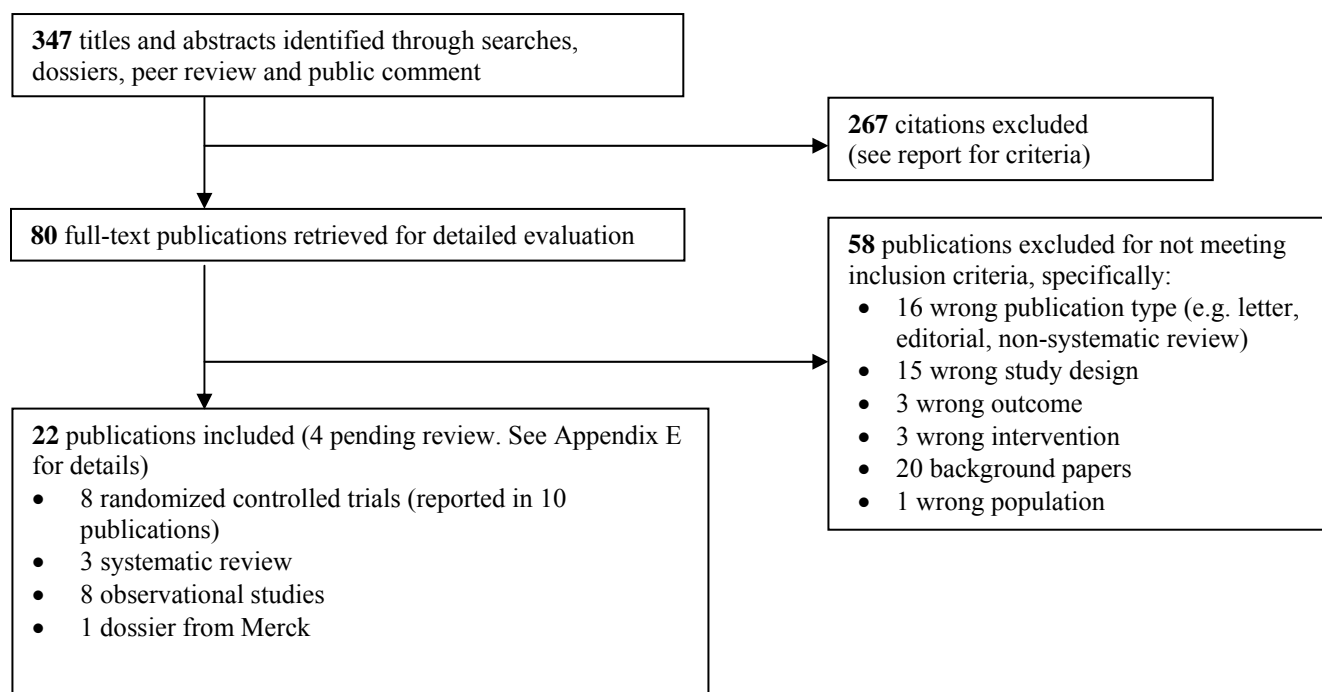 347 titles and abstracts identified through searches,
dossiers, peer review and public comment
267 citations excluded
(see report for criteria)
80 full-text publications retrieved for detailed evaluation
58 publications excluded for not meeting
inclusion criteria, specifically:
• 16 wrong publication type (e.g. letter,
editorial, non-systematic review)
• 15 wrong study design
• 3 wrong outcome
• 3 wrong intervention
• 20 background papers
• 1 wrong population
22 publications included (4 pending review. See Appendix E
for details)
• 8 randomized controlled trials (reported in 10
publications)
• 3 systematic review
• 8 observational studies
• 1 dossier from Merck